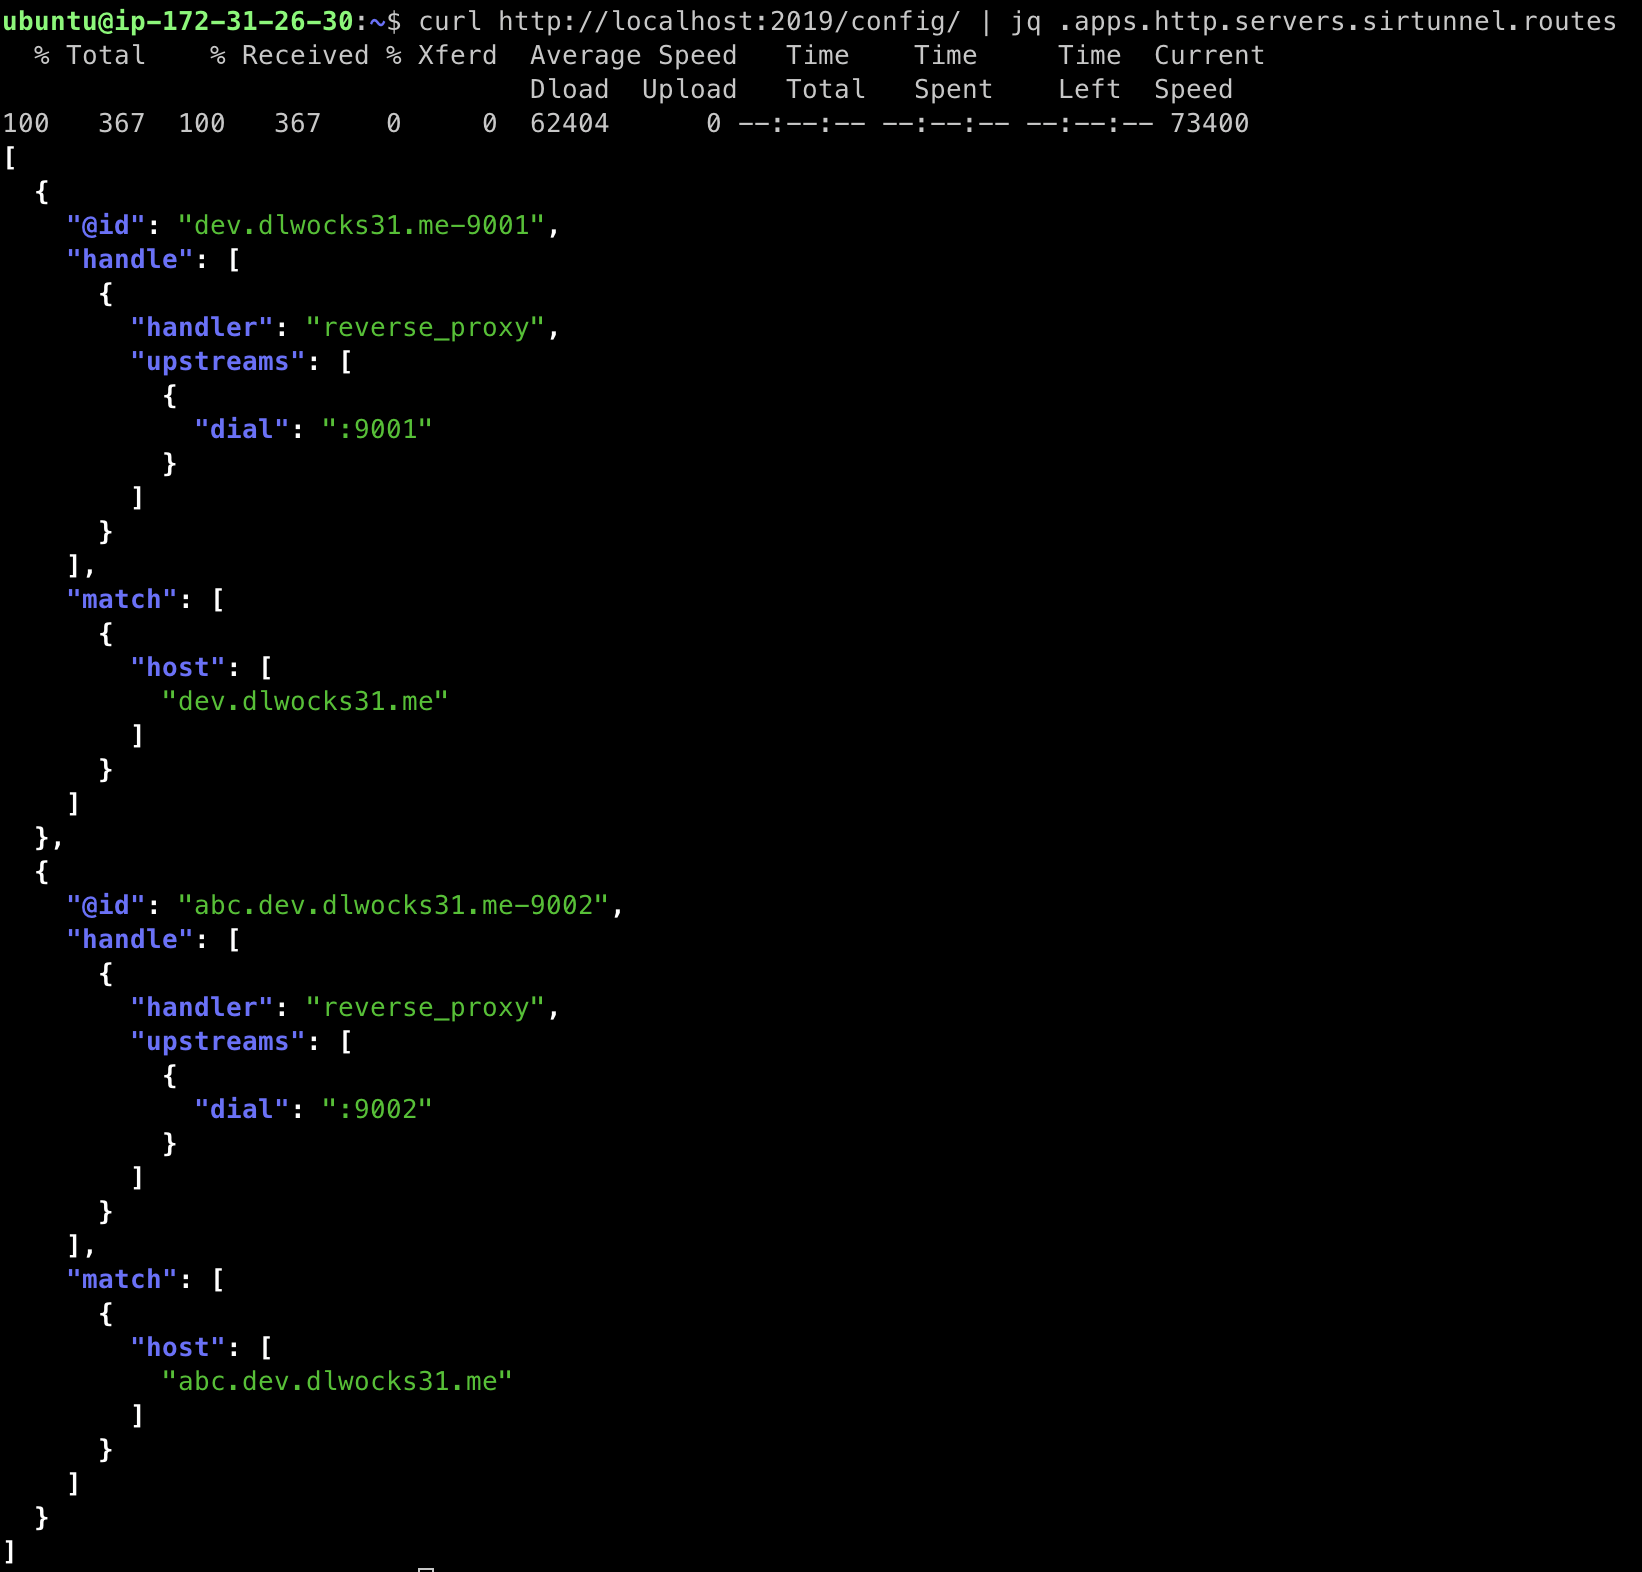 ubuntu@ip-172-31-26-30:~$ curl http://localhost:2019/config/ | jq .apps.http.servers.sirtunnel.routes
  % Total    % Received % Xferd  Average Speed   Time    Time     Time  Current
                                 Dload  Upload   Total   Spent    Left  Speed
100   367  100   367    0     0  62404      0 --:--:-- --:--:-- --:--:-- 73400
[
  {
    "@id": "dev.dlwocks31.me-9001",
    "handle": [
      {
        "handler": "reverse_proxy",
        "upstreams": [
          {
            "dial": ":9001"
          }
        ]
      }
    ],
    "match": [
      {
        "host": [
          "dev.dlwocks31.me"
        ]
      }
    ]
  },
  {
    "@id": "abc.dev.dlwocks31.me-9002",
    "handle": [
      {
        "handler": "reverse_proxy",
        "upstreams": [
          {
            "dial": ":9002"
          }
        ]
      }
    ],
    "match": [
      {
        "host": [
          "abc.dev.dlwocks31.me"
        ]
      }
    ]
  }
]